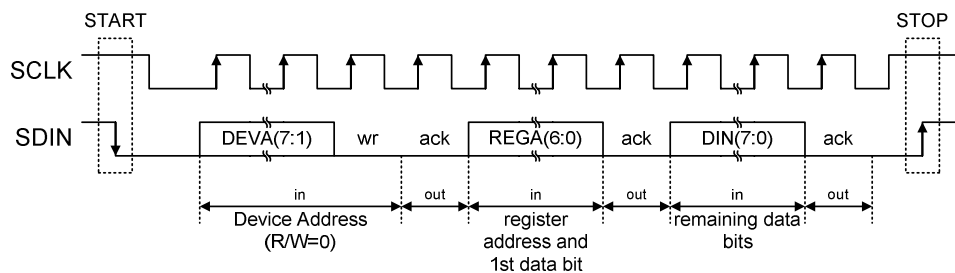 START
STOP
SCLK
SDIN
DEVA(7:1)
wr
ack
REGA(6:0)
ack
DIN(7:0)
ack
in
out
in
out
in
out
Device Address
(R/W=0)
register
address and
1st data bit
remaining data
bits